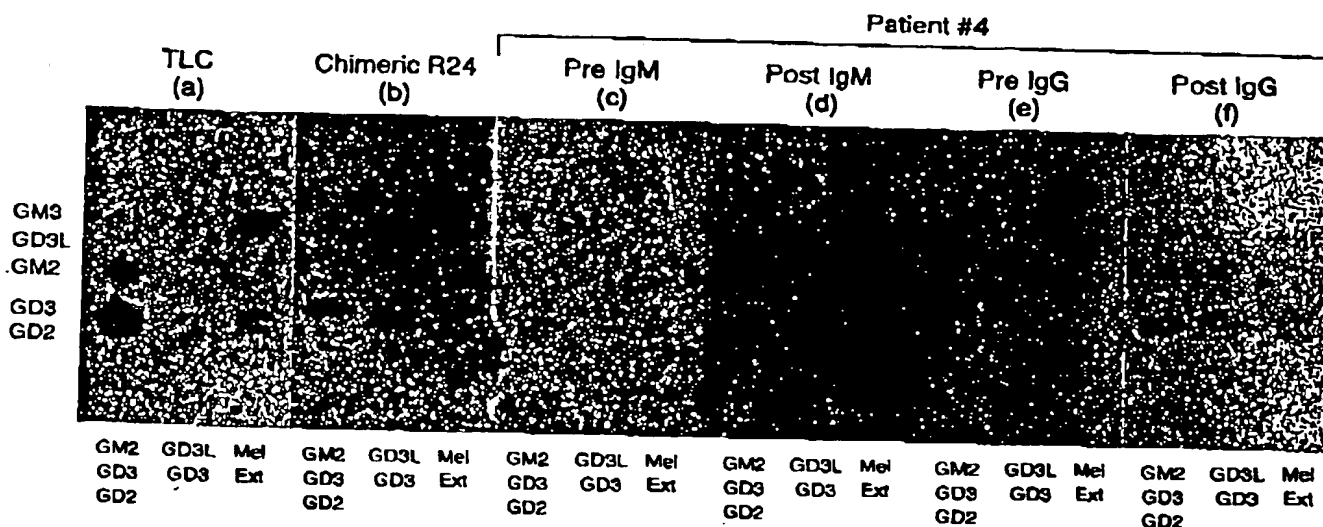 Patient #4
TLC Chimeric R24 Pre IgM Post IgM Pre IgG Post IgG
(a) (b) (c) (d) (e) (f)
GM3
GD3L
GM2
GD3
GD2
GM2 GD3L Mel GM2 GD3L Mel GM2 GD3L Mel GM2 GD3L Mel GM2 GD3L Mel GM2 GD3L Mel
GD3 GD3 Ext GD3 GD3 Ext GD3 GD3 Ext GD3 GD3 Ext GD3 GD3 Ext GD3 GD3 Ext
GD2 GD2 GD2 GD2 GD2 GD2